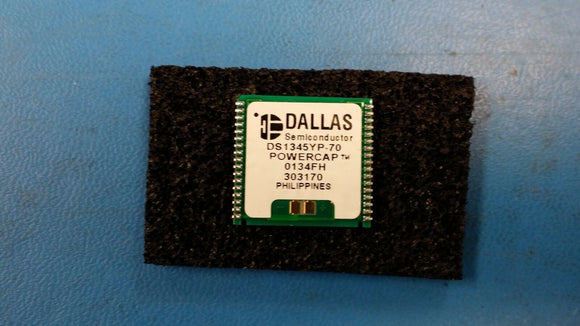 DALLAS
Semiconductor
DS1345YP-70
POWERCAP™
0134FH
303170
PHILIPPINES